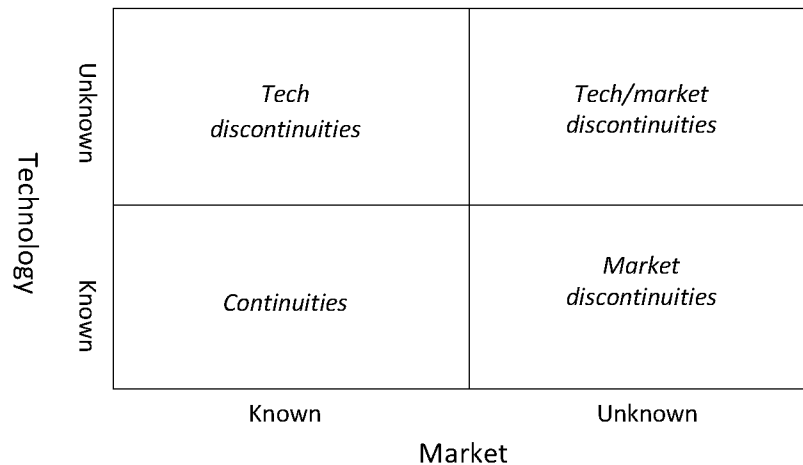 Technology
Unknown
Tech
discontinuities
Tech/market
discontinuities
Known
Continuities
Market
discontinuities
Known
Unknown
Market